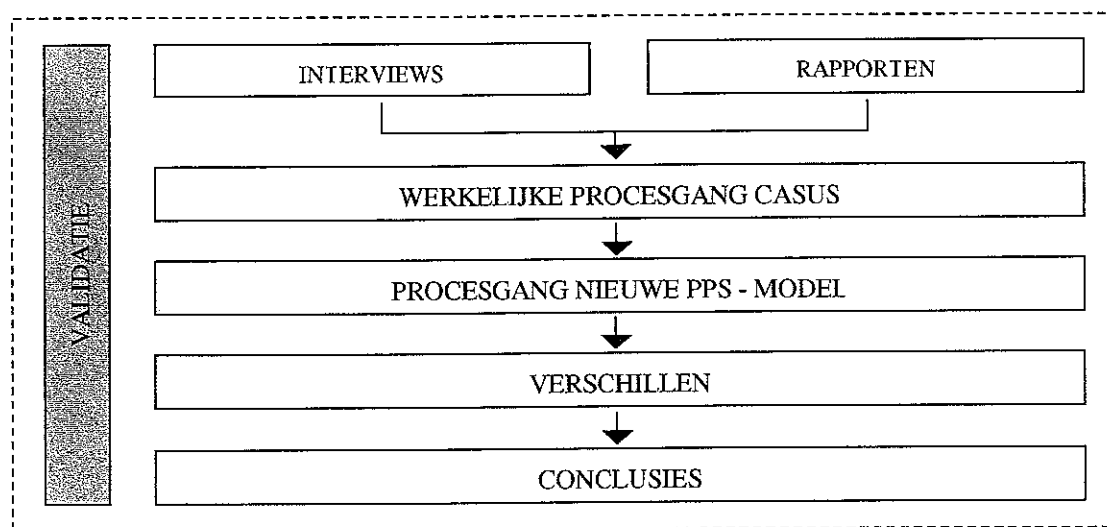 VALIDATIE
INTERVIEWS
RAPPORTEN
WERKELIJKE PROCESGANG CASUS
PROCESGANG NIEUWE PPS - MODEL
VERSCHILLEN
CONCLUSIES